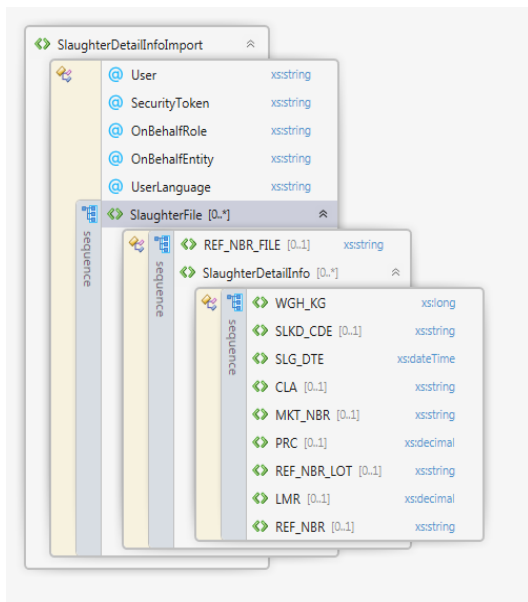 SlaughterDetailInfoImport
@ User xs:string
@ SecurityToken xs:string
@ OnBehalfRole xs:string
@ OnBehalfEntity xs:string
@ UserLanguage xs:string
SlaughterFile [0..*]
sequence
REF_NBR_FILE [0..1] xs:string
SlaughterDetailInfo [0..*]
sequence
WGH_KG xs:long
SLKD_CDE [0..1] xs:string
SLG_DTE xs:dateTime
CLA [0..1] xs:string
MKT_NBR [0..1] xs:string
PRC [0..1] xs:decimal
REF_NBR_LOT [0..1] xs:string
LMR [0..1] xs:decimal
REF_NBR [0..1] xs:string
sequence